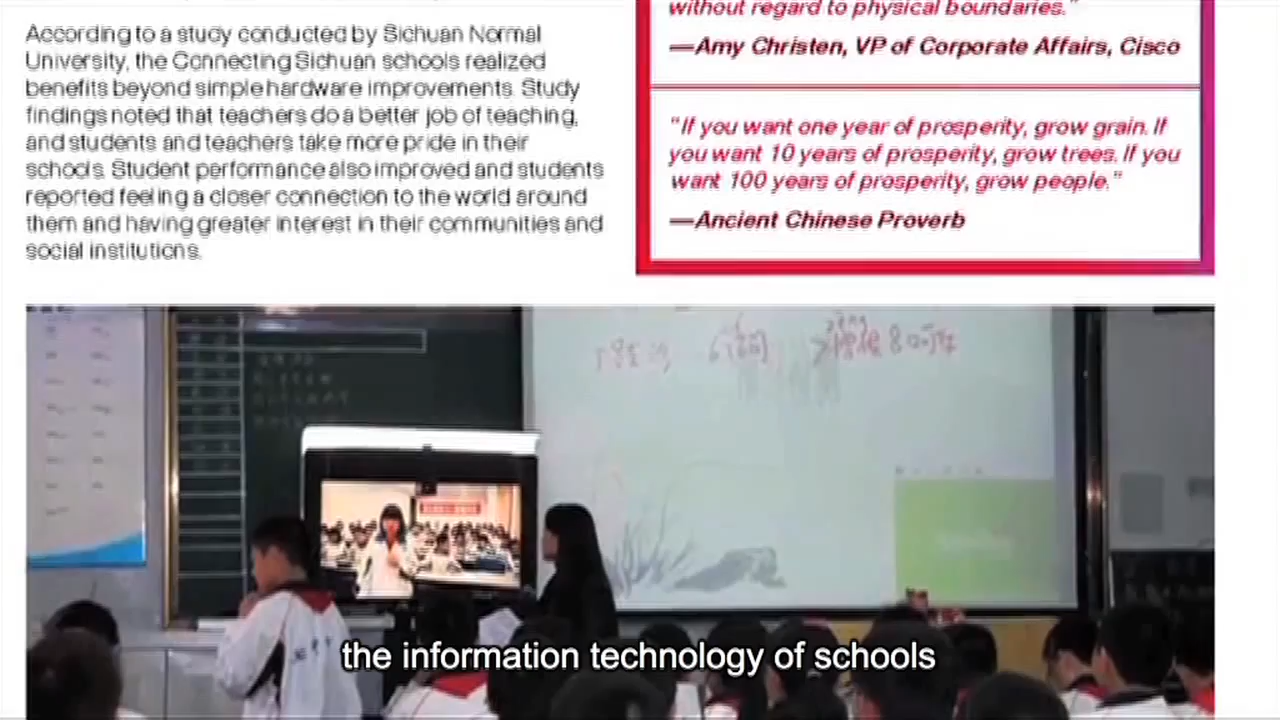 According to a study conducted by Sichuan Normal
University, the Connecting Sichuan schools realized
benefits beyond simple hardware improvements. Study
findings noted that teachers do a better job of teaching,
and students and teachers take more pride in their
schools. Student performance also improved and students
reported feeling a closer connection to the world around
them and having greater interest in their communities and
social institutions.
without regard to physical boundaries."
—Amy Christen, VP of Corporate Affairs, Cisco
"If you want one year of prosperity, grow grain. If
you want 10 years of prosperity, grow trees. If you
want 100 years of prosperity, grow people."
—Ancient Chinese Proverb
the information technology of schools